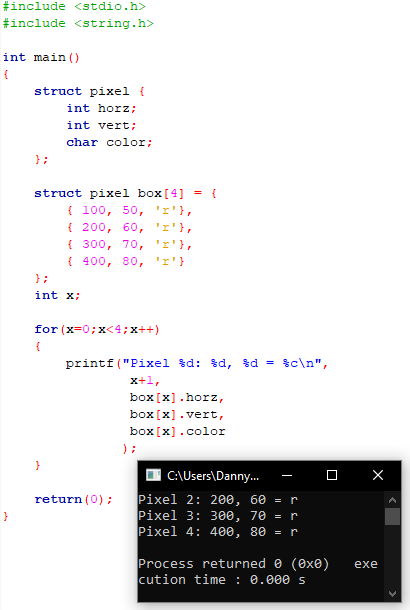 #include <stdio.h>
#include <string.h>
int main()
{
struct pixel {
int horz;
int vert;
char color;
};
struct pixel box[4] = {
{ 100, 50, 'r'},
{ 200, 60, 'r'},
{ 300, 70, 'r'},
{ 400, 80, 'r'}
};
int x;
for(x=0;x<4;x++)
{
printf("Pixel %d: %d, %d = %c\n",
x+1,
box[x].horz,
box[x].vert,
box[x].color
);
}
return(0);
}
C:\Users\Danny...
Pixel 2: 200, 60 = r
Pixel 3: 300, 70 = r
Pixel 4: 400, 80 = r
Process returned 0 (0x0)   exe
cution time : 0.000 s